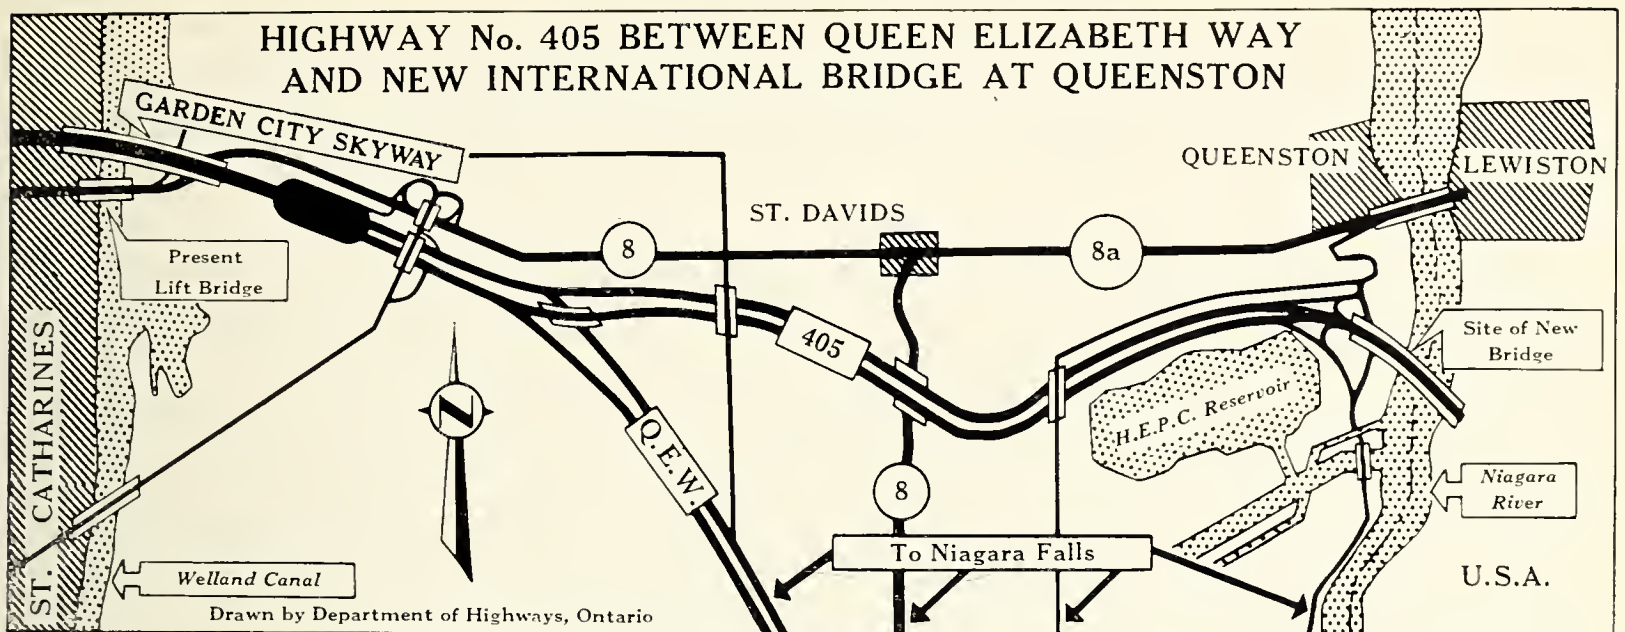 HIGHWAY No. 405 BETWEEN QUEEN ELIZABETH WAY
AND NEW INTERNATIONAL BRIDGE AT QUEENSTON
GARDEN CITY SKYWAY
QUEENSTON
LEWISTON
ST. DAVIDS
8
8a
Present
Lift Bridge
405
Site of New
Bridge
H.E.P.C. Reservoir
Q.E.W.
N
8
Niagara
River
ST. CATHARINES
To Niagara Falls
Welland Canal
U.S.A.
Drawn by Department of Highways, Ontario